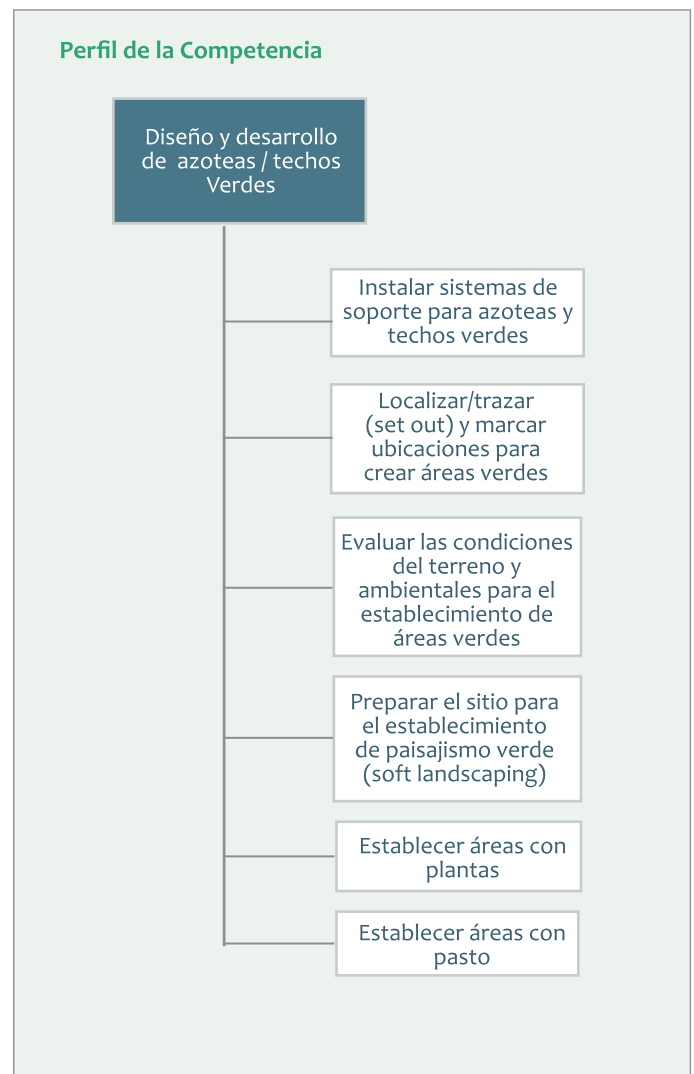 Perfil de la Competencia
Diseño y desarrollo
de azoteas / techos
Verdes
Instalar sistemas de
soporte para azoteas y
techos verdes
Localizar/trazar
(set out) y marcar
ubicaciones para
crear áreas verdes
Evaluar las condiciones
del terreno y
ambientales para el
establecimiento de
áreas verdes
Preparar el sitio para
el establecimiento
de paisajismo verde
(soft landscaping)
Establecer áreas con
plantas
Establecer áreas con
pasto